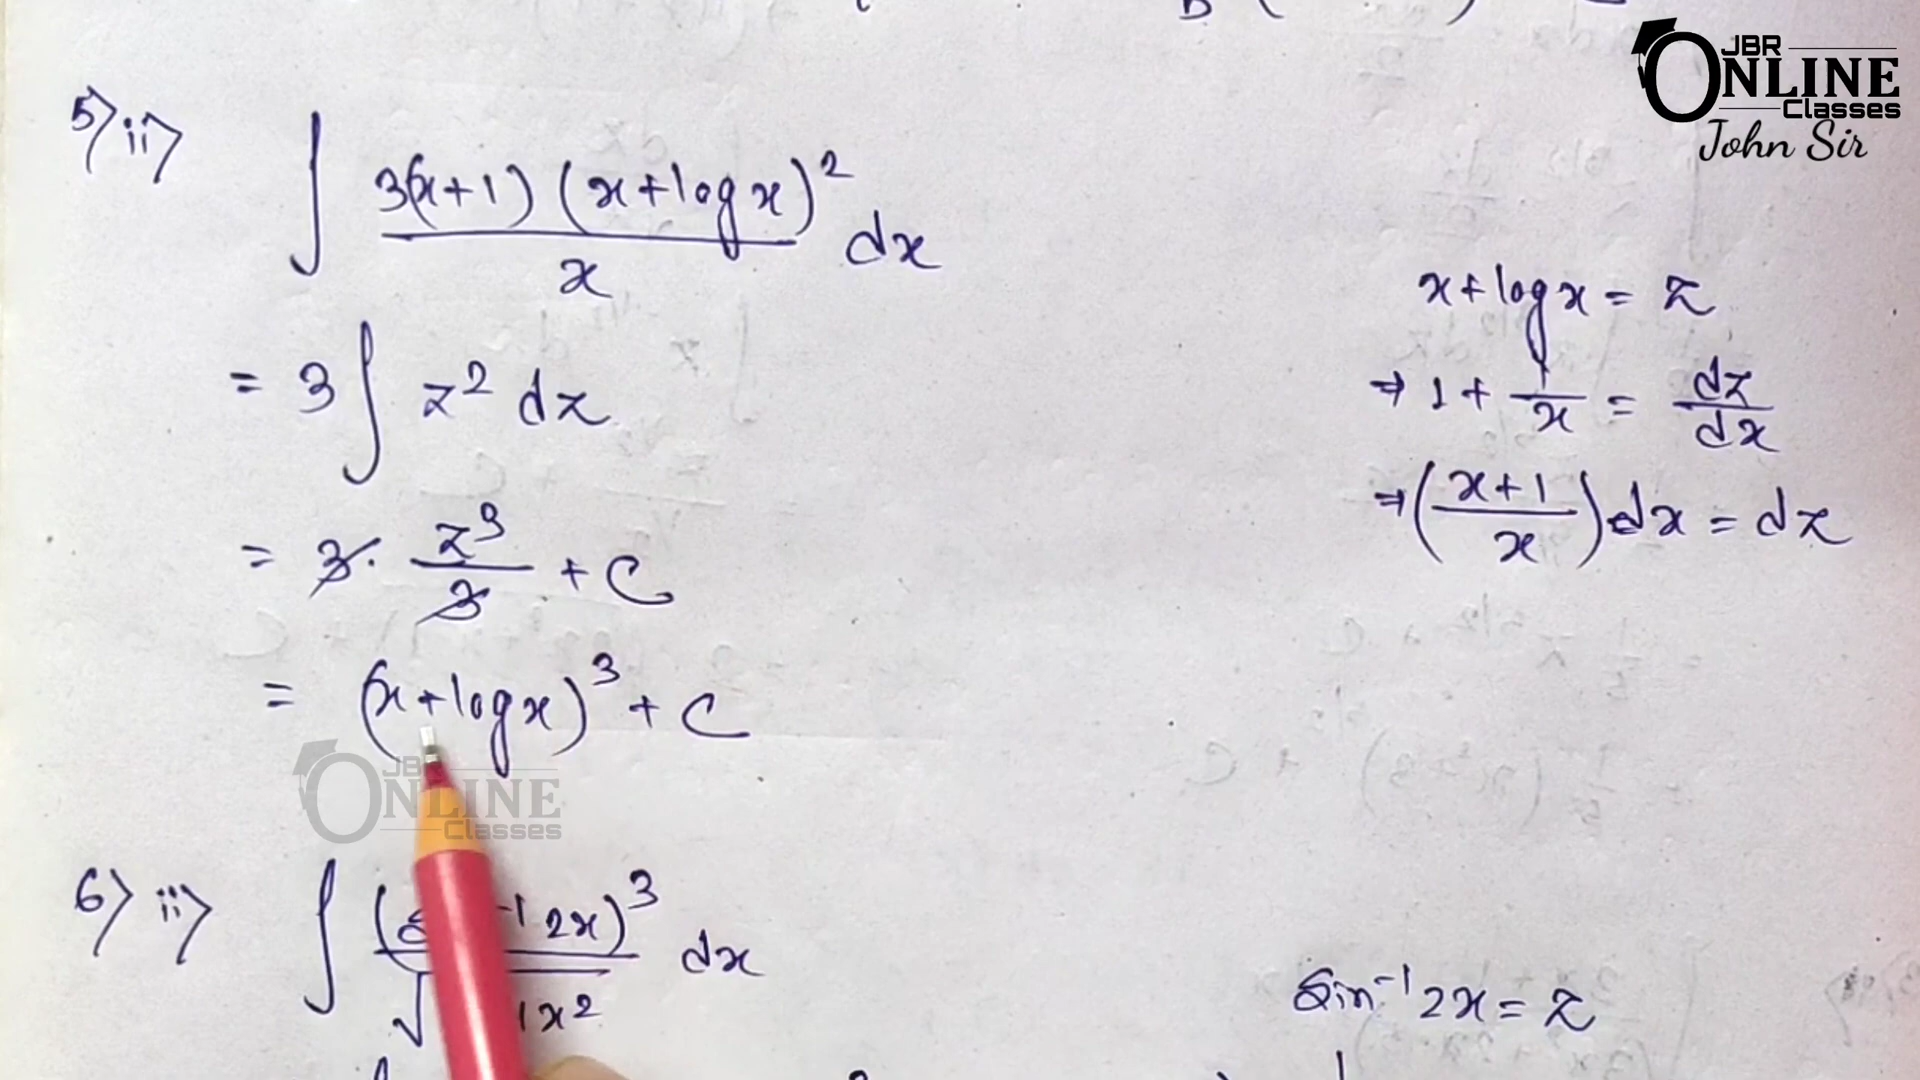 JBR
ONLINE
Classes
John Sir
5) ii) ∫ 3(x+1) (x+log x)² / x dx
= 3 ∫ z² dz
= 3 · z³/3 + C
= (x+log x)³ + C
x+log x = z
⇒ 1 + 1/x = dz/dx
⇒ (x+1/x) dx = dz
JBR
ONLINE
Classes
6) ii) ∫ ( ⁻¹ 2x)³ / √ x² dx
Sin⁻¹ 2x = z